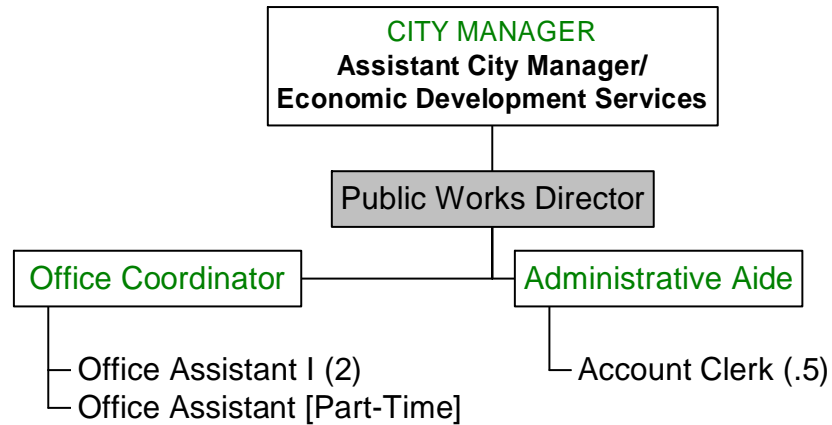 CITY MANAGER
Assistant City Manager/
Economic Development Services
Public Works Director
Office Coordinator
Administrative Aide
Office Assistant I (2)
Office Assistant [Part-Time]
Account Clerk (.5)